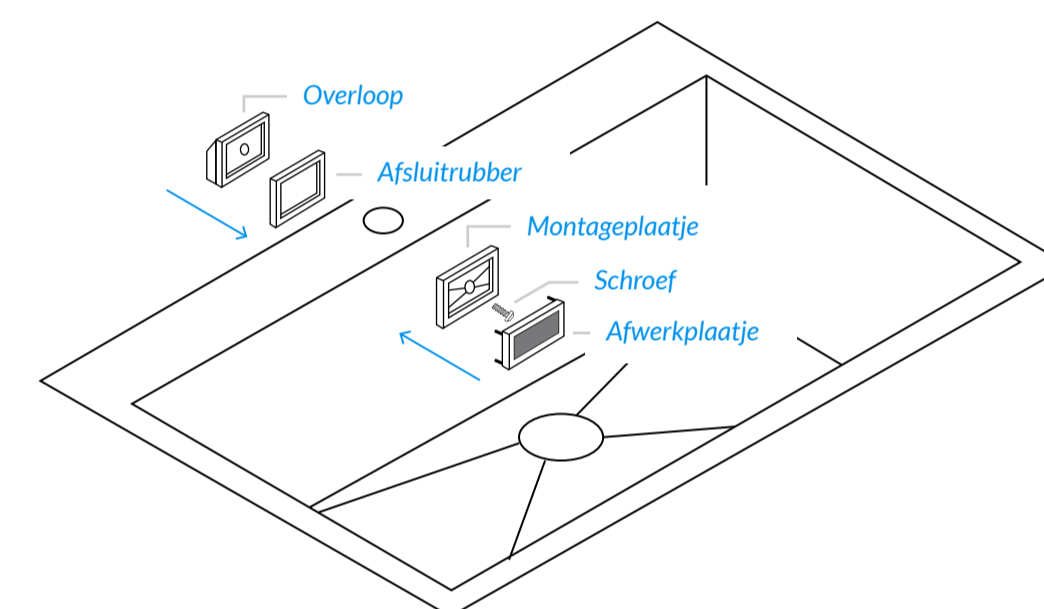 Overloop
Afsluitrubber
Montageplaatje
Schroef
Afwerkplaatje